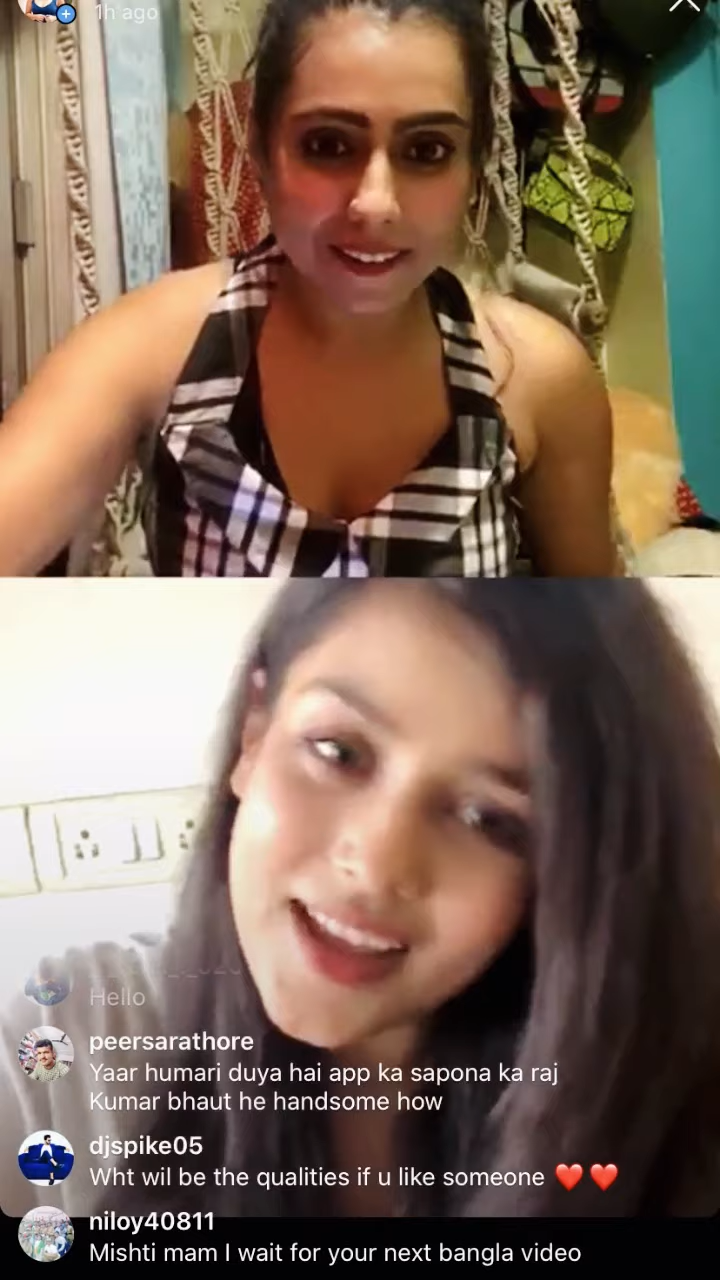 1h ago
Hello
peersarathore
Yaar humari duya hai app ka sapona ka raj
Kumar bhaut he handsome how
djspike05
Wht wil be the qualities if u like someone ❤️❤️
niloy40811
Mishti mam I wait for your next bangla video